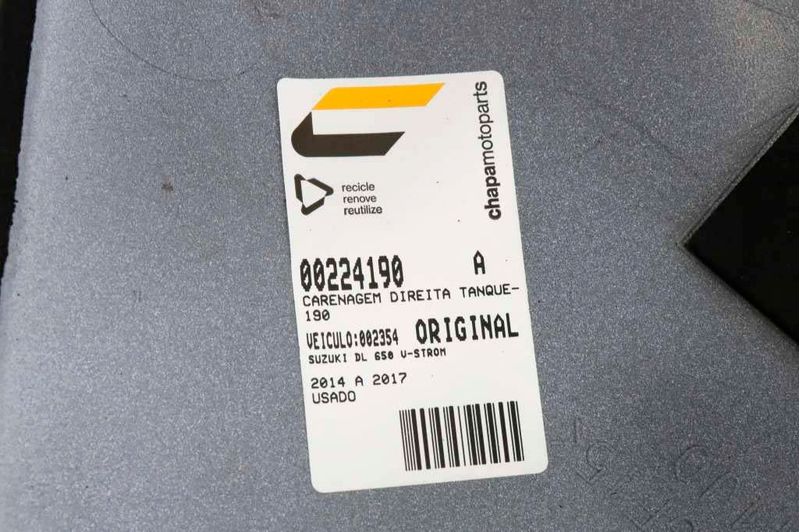 chapamotoparts
recicle
renove
reutilize
00224190 A
CARENAGEM DIREITA TANQUE-
190
VEICULO:002354 ORIGINAL
SUZUKI DL 650 V-STROM
2014 A 2017
USADO